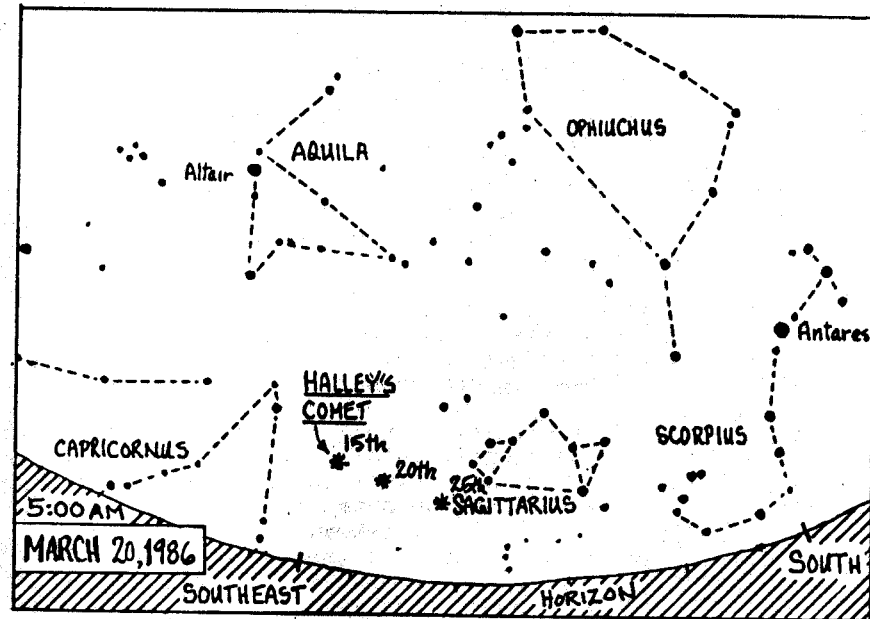 OPHIUCHUS
AQUILA
Altair
Antares
HALLEY'S
COMET
15th
CAPRICORNUS
SCORPIUS
20th
25th
SAGITTARIUS
5:00 AM
MARCH 20, 1986
SOUTH
SOUTHEAST
HORIZON